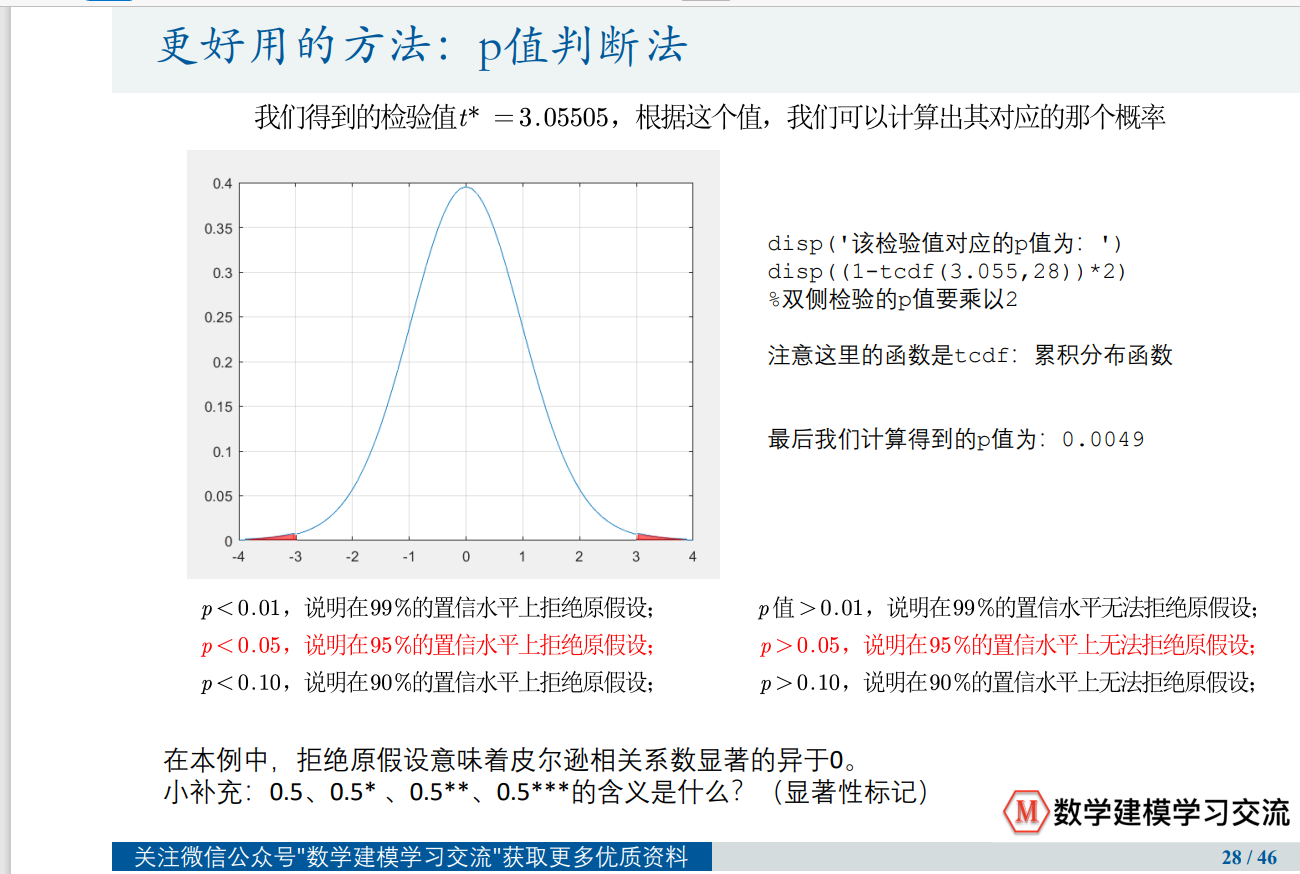 更好用的方法：p值判断法
我们得到的检验值t* =3.05505，根据这个值，我们可以计算出其对应的那个概率
0.4
0.35
0.3
0.25
0.2
0.15
0.1
0.05
0
-4 -3 -2 -1 0 1 2 3 4
disp('该检验值对应的p值为：')
disp((1-tcdf(3.055,28))*2)
%双侧检验的p值要乘以2
注意这里的函数是tcdf：累积分布函数
最后我们计算得到的p值为：0.0049
p<0.01，说明在99%的置信水平上拒绝原假设；
p<0.05，说明在95%的置信水平上拒绝原假设；
p<0.10，说明在90%的置信水平上拒绝原假设；
p值>0.01，说明在99%的置信水平无法拒绝原假设；
p>0.05，说明在95%的置信水平上无法拒绝原假设；
p>0.10，说明在90%的置信水平上无法拒绝原假设；
在本例中，拒绝原假设意味着皮尔逊相关系数显著的异于0。
小补充：0.5、0.5* 、0.5**、0.5***的含义是什么？（显著性标记）
M 数学建模学习交流
关注微信公众号"数学建模学习交流"获取更多优质资料
28 / 46